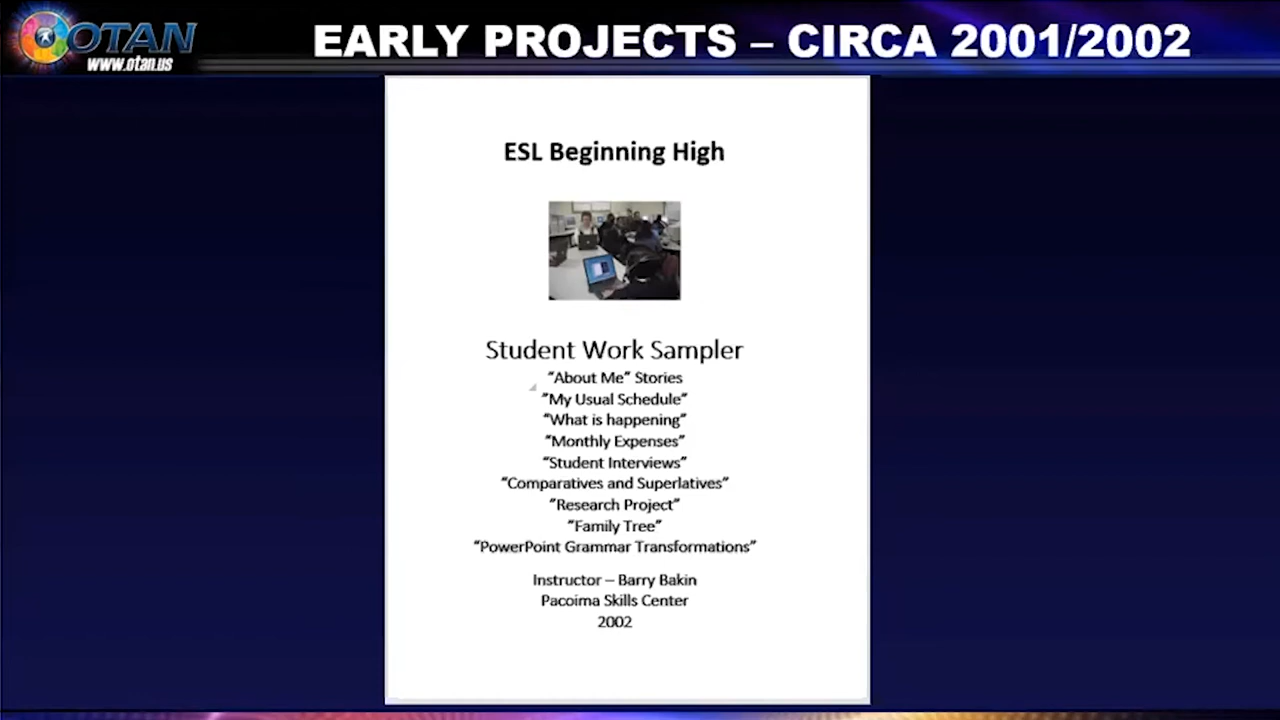 OTAN
www.otan.us
EARLY PROJECTS – CIRCA 2001/2002
ESL Beginning High
Student Work Sampler
“About Me” Stories
“My Usual Schedule”
“What is happening”
“Monthly Expenses”
“Student Interviews”
“Comparatives and Superlatives”
“Research Project”
“Family Tree”
“PowerPoint Grammar Transformations”
Instructor – Barry Bakin
Pacoima Skills Center
2002